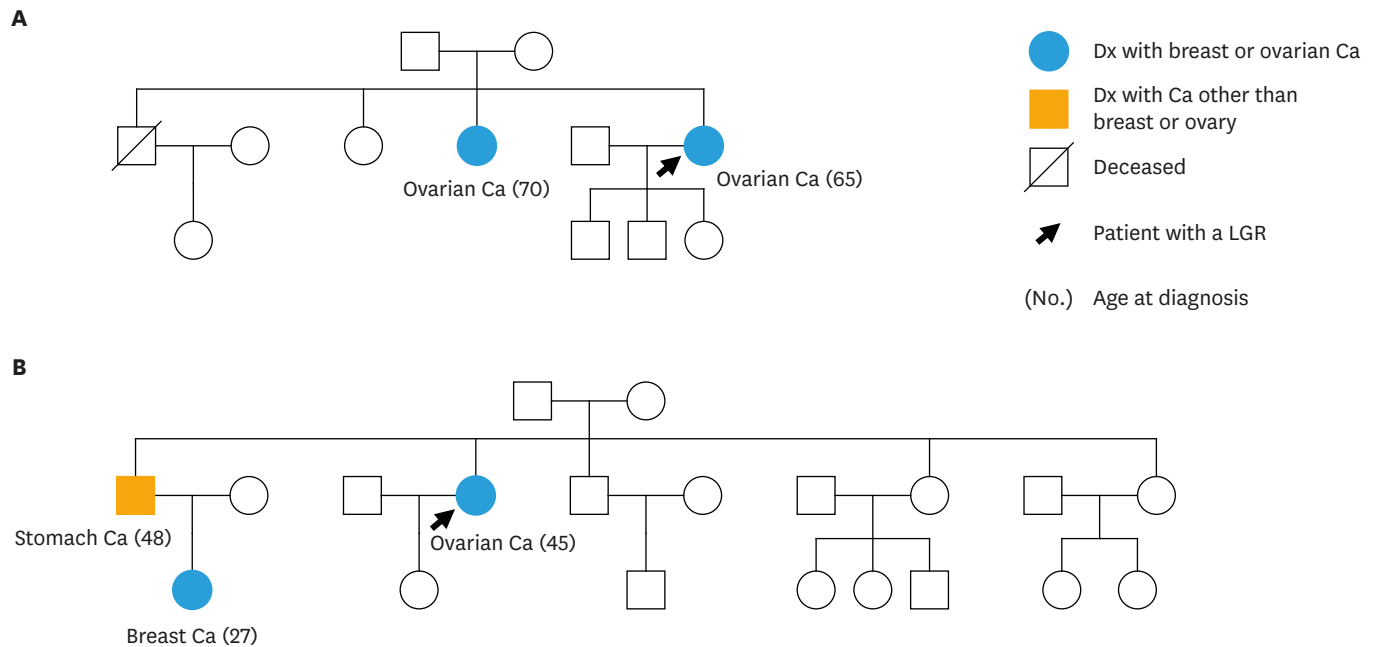 A
Dx with breast or ovarian Ca
Dx with Ca other than
breast or ovary
Deceased
Ovarian Ca (70)
Ovarian Ca (65)
Patient with a LGR
(No.) Age at diagnosis
B
Stomach Ca (48)
Ovarian Ca (45)
Breast Ca (27)